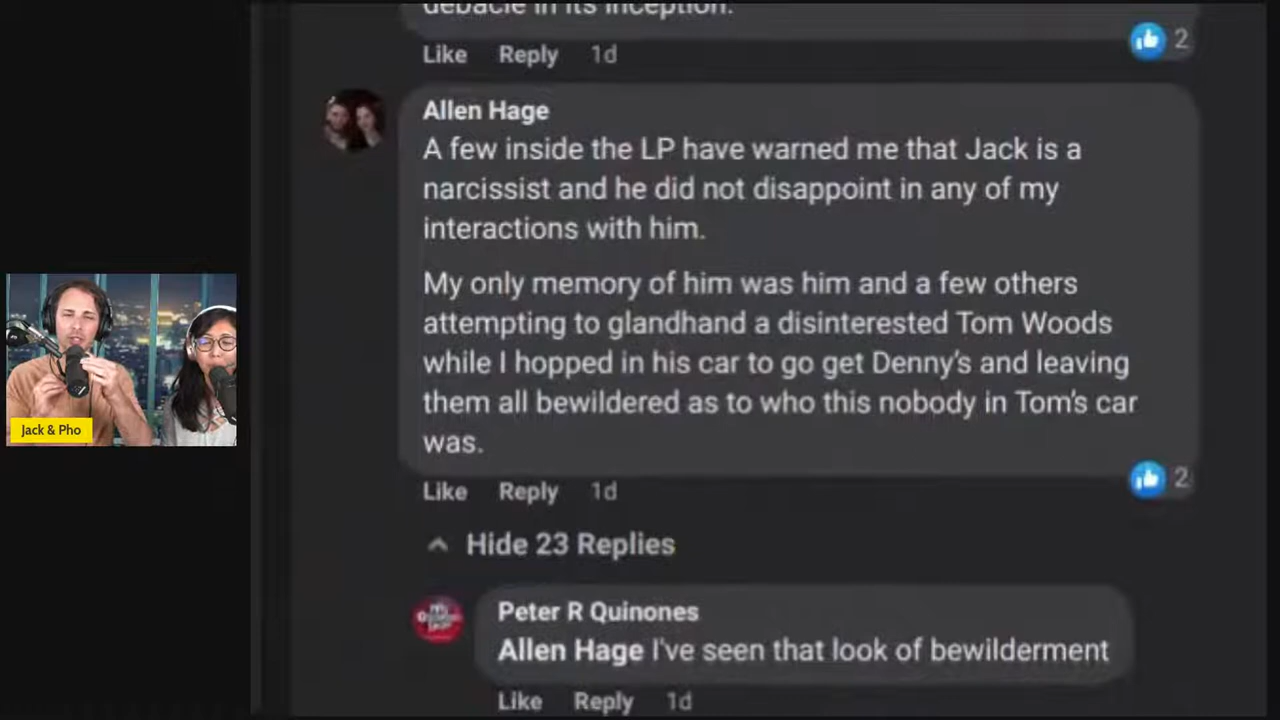 debacle in its inception.
Like Reply 1d
2
Allen Hage
A few inside the LP have warned me that Jack is a
narcissist and he did not disappoint in any of my
interactions with him.
My only memory of him was him and a few others
attempting to glandhand a disinterested Tom Woods
while I hopped in his car to go get Denny's and leaving
them all bewildered as to who this nobody in Tom's car
was.
Like Reply 1d
2
Hide 23 Replies
Peter R Quinones
Allen Hage I've seen that look of bewilderment
Like Reply 1d
Jack & Pho